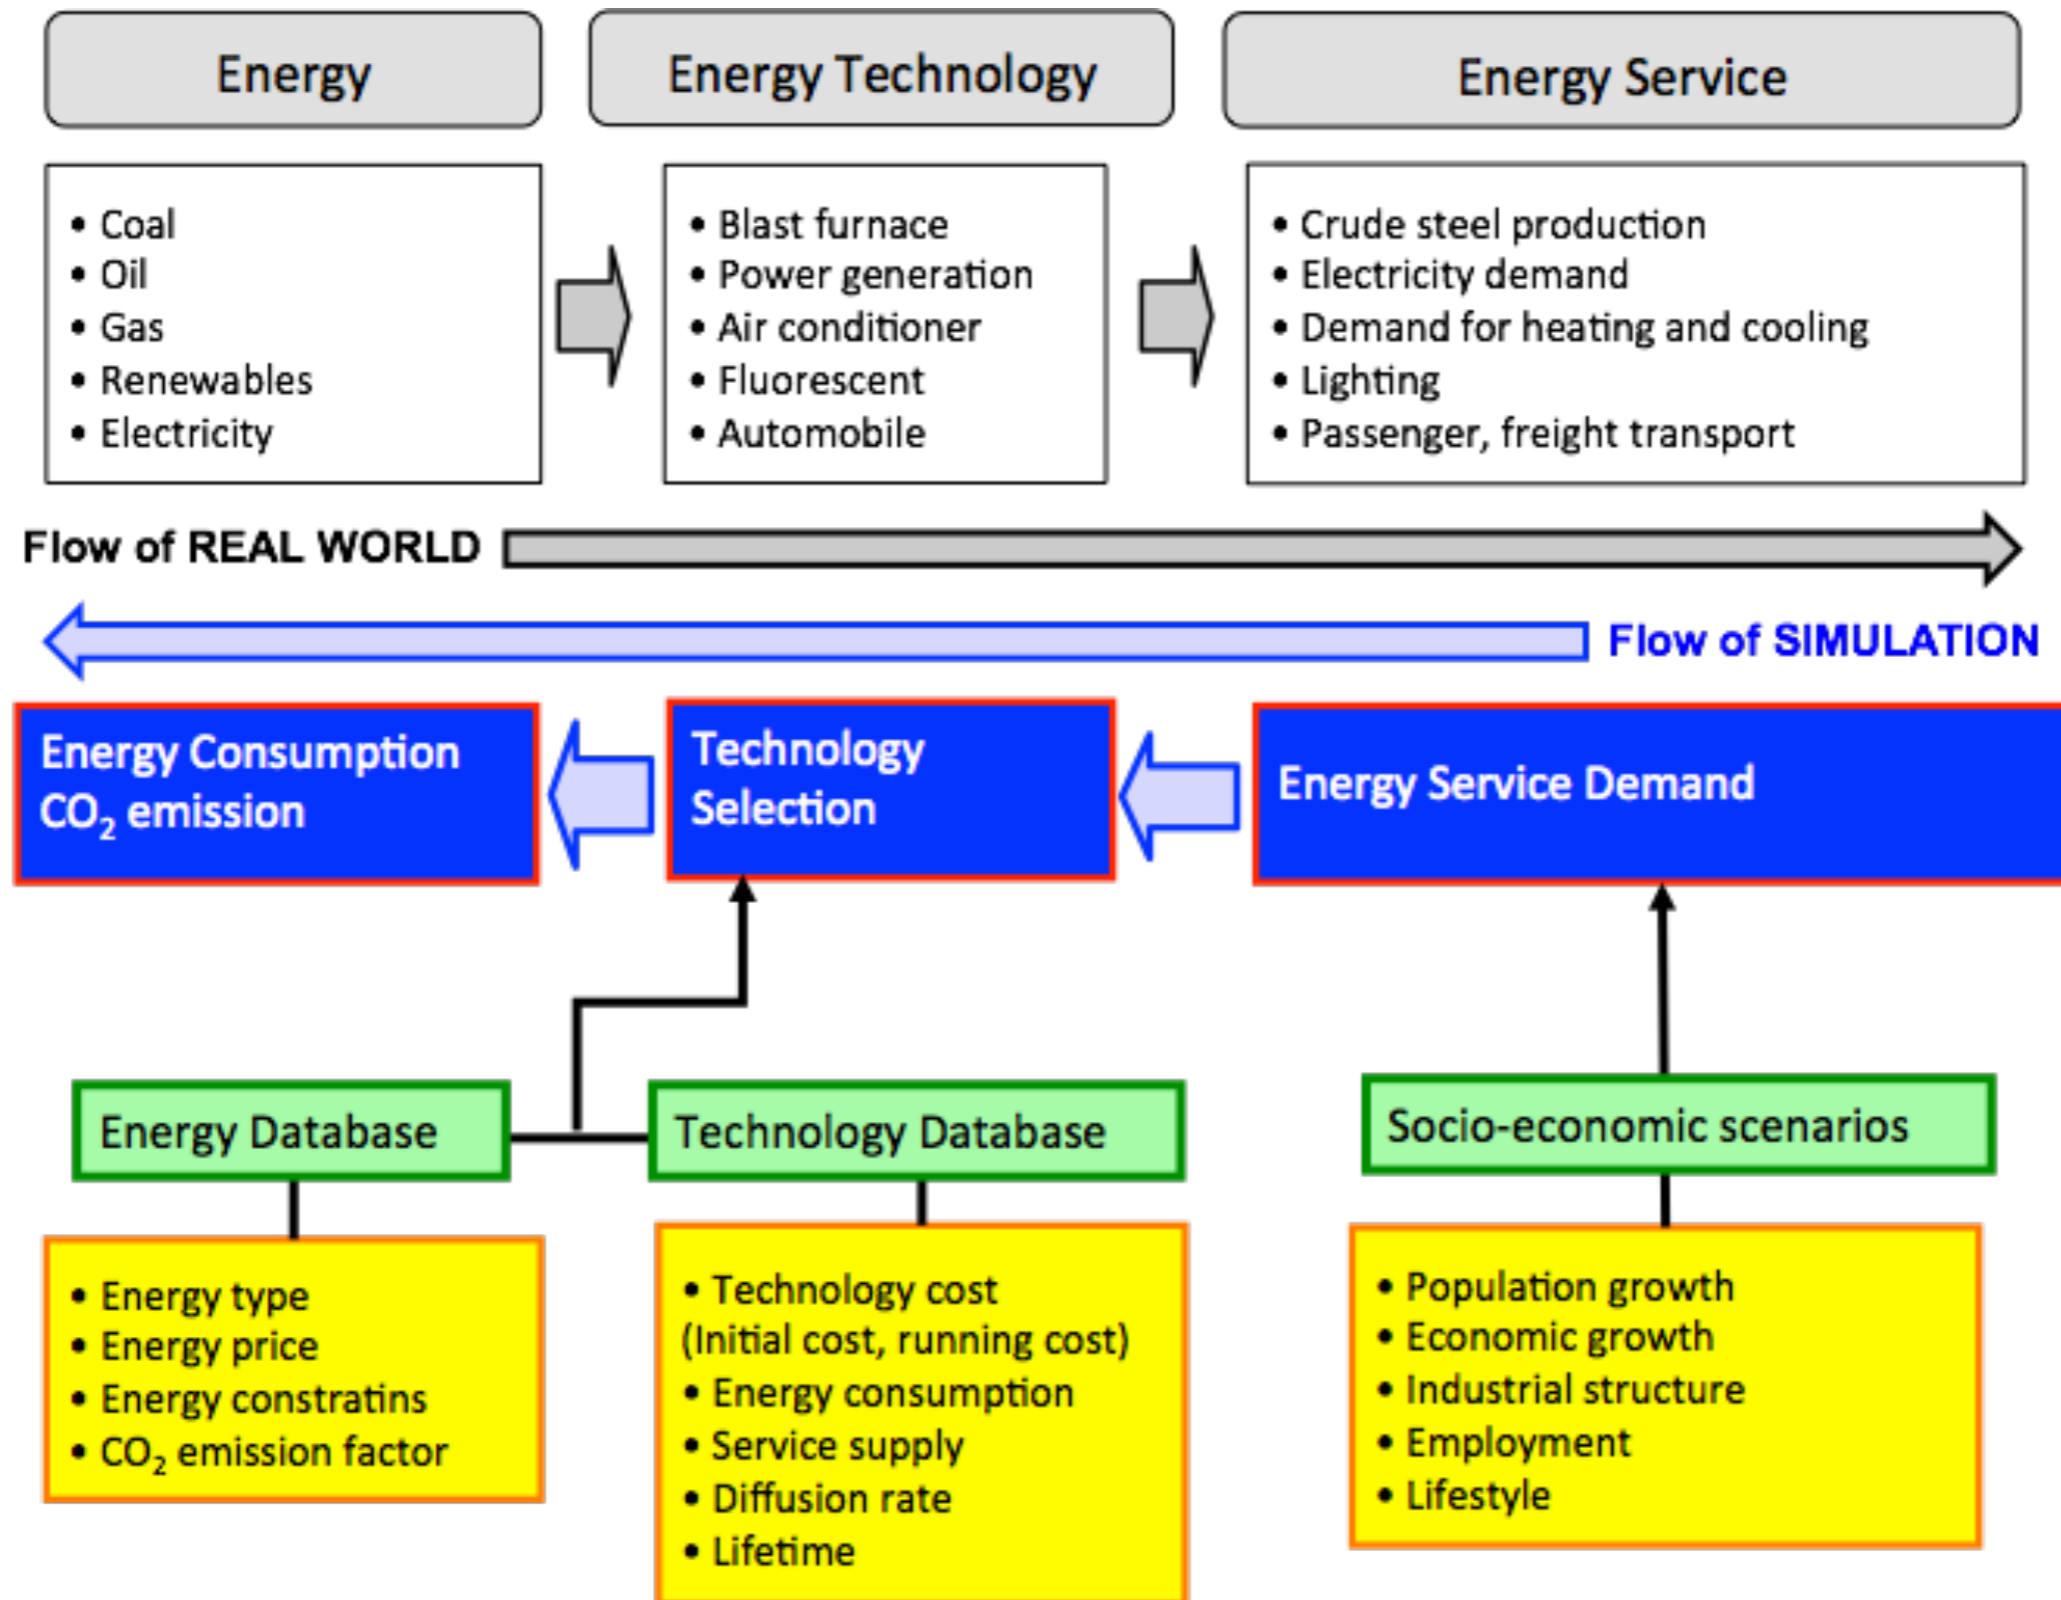 Energy
Energy Technology
Energy Service
• Coal
• Oil
• Gas
• Renewables
• Electricity
• Blast furnace
• Power generation
• Air conditioner
• Fluorescent
• Automobile
• Crude steel production
• Electricity demand
• Demand for heating and cooling
• Lighting
• Passenger, freight transport
Flow of REAL WORLD
Flow of SIMULATION
Energy Consumption
CO₂ emission
Technology
Selection
Energy Service Demand
Energy Database
Technology Database
Socio-economic scenarios
• Energy type
• Energy price
• Energy constratins
• CO₂ emission factor
• Technology cost
(Initial cost, running cost)
• Energy consumption
• Service supply
• Diffusion rate
• Lifetime
• Population growth
• Economic growth
• Industrial structure
• Employment
• Lifestyle